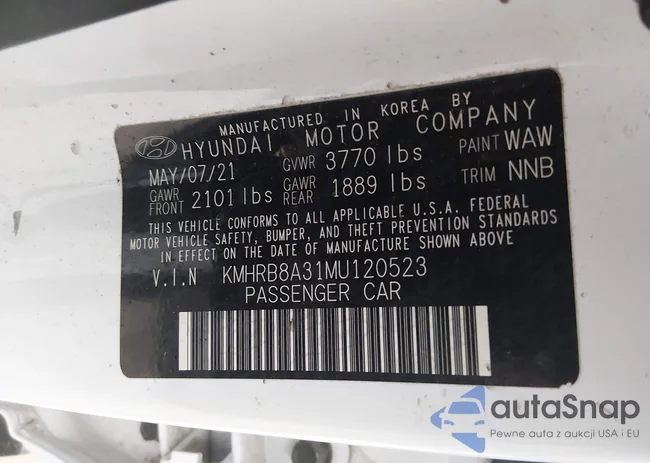 MANUFACTURED IN KOREA BY
HYUNDAI MOTOR COMPANY
MAY/07/21 GVWR 3770 lbs PAINT WAW
GAWR FRONT 2101 lbs GAWR REAR 1889 lbs TRIM NNB
THIS VEHICLE CONFORMS TO ALL APPLICABLE U.S.A. FEDERAL
MOTOR VEHICLE SAFETY, BUMPER, AND THEFT PREVENTION STANDARDS
IN EFFECT ON THE DATE OF MANUFACTURE SHOWN ABOVE
V.I.N KMHRB8A31MU120523
PASSENGER CAR
autaSnap
Pewne auta z aukcji USA i EU